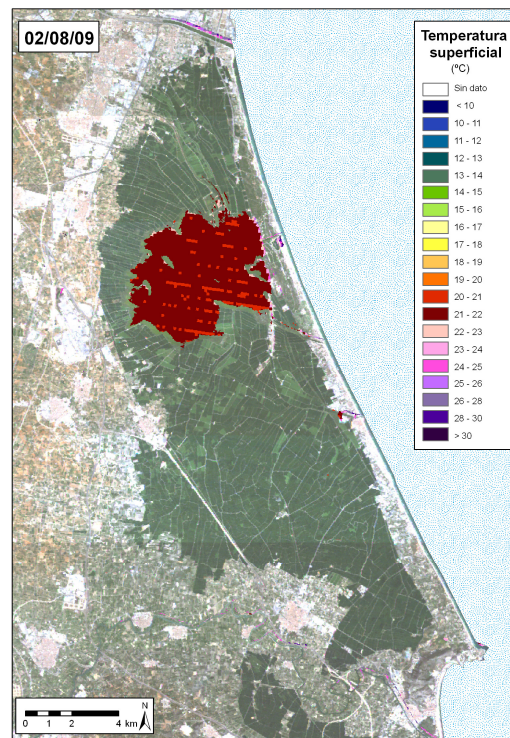 02/08/09
Temperatura
superficial
(ºC)
Sin dato
< 10
10 - 11
11 - 12
12 - 13
13 - 14
14 - 15
15 - 16
16 - 17
17 - 18
18 - 19
19 - 20
20 - 21
21 - 22
22 - 23
23 - 24
24 - 25
25 - 26
26 - 28
28 - 30
> 30
N
0 1 2 4 km